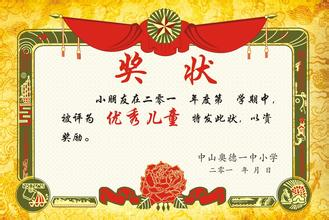 奖状
小朋友在二零一 年度第 学期中，
被评为 优秀儿童 特发此状，以资
奖励。
中山奥德一中小学
二零一 年 月 日